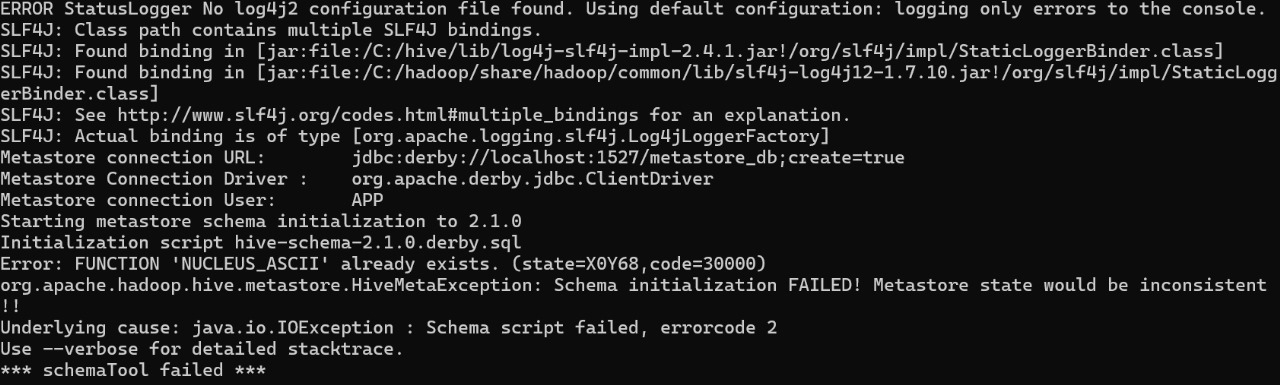 ERROR StatusLogger No log4j2 configuration file found. Using default configuration: logging only errors to the console.
SLF4J: Class path contains multiple SLF4J bindings.
SLF4J: Found binding in [jar:file:/C:/hive/lib/log4j-slf4j-impl-2.4.1.jar!/org/slf4j/impl/StaticLoggerBinder.class]
SLF4J: Found binding in [jar:file:/C:/hadoop/share/hadoop/common/lib/slf4j-log4j12-1.7.10.jar!/org/slf4j/impl/StaticLogg
erBinder.class]
SLF4J: See http://www.slf4j.org/codes.html#multiple_bindings for an explanation.
SLF4J: Actual binding is of type [org.apache.logging.slf4j.Log4jLoggerFactory]
Metastore connection URL:        jdbc:derby://localhost:1527/metastore_db;create=true
Metastore Connection Driver :    org.apache.derby.jdbc.ClientDriver
Metastore connection User:       APP
Starting metastore schema initialization to 2.1.0
Initialization script hive-schema-2.1.0.derby.sql
Error: FUNCTION 'NUCLEUS_ASCII' already exists. (state=X0Y68,code=30000)
org.apache.hadoop.hive.metastore.HiveMetaException: Schema initialization FAILED! Metastore state would be inconsistent
!!
Underlying cause: java.io.IOException : Schema script failed, errorcode 2
Use --verbose for detailed stacktrace.
*** schemaTool failed ***